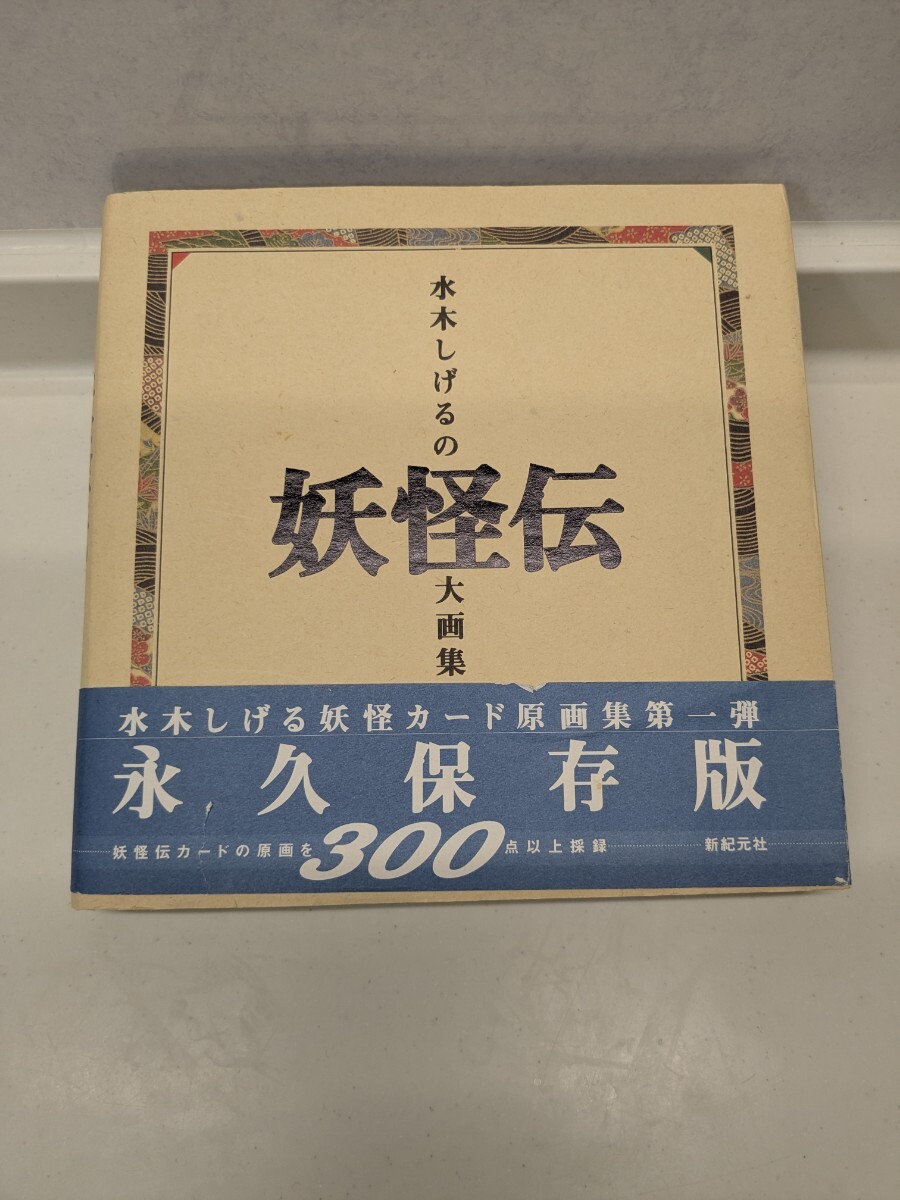 水木しげるの
妖怪伝
大画集
水木しげる妖怪カード原画集第一弾
永久保存版
妖怪伝カードの原画を300点以上採録
新紀元社